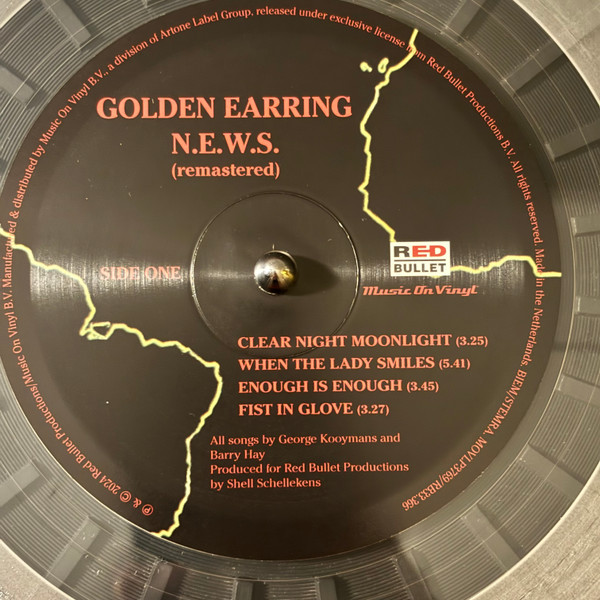 GOLDEN EARRING
N.E.W.S.
(remastered)
SIDE ONE
RED
BULLET
Music On Vinyl
CLEAR NIGHT MOONLIGHT (3.25)
WHEN THE LADY SMILES (5.41)
ENOUGH IS ENOUGH (3.45)
FIST IN GLOVE (3.27)
All songs by George Kooymans and
Barry Hay
Produced for Red Bullet Productions
by Shell Schellekens
℗ & © 2024 Red Bullet Productions/Music On Vinyl B.V. Manufactured & distributed by Music On Vinyl B.V., a division of Artone Label Group, released under exclusive license from Red Bullet Productions B.V. All rights reserved. Made in the Netherlands. BIEM/STEMRA. MOVLP3769/RB33.366